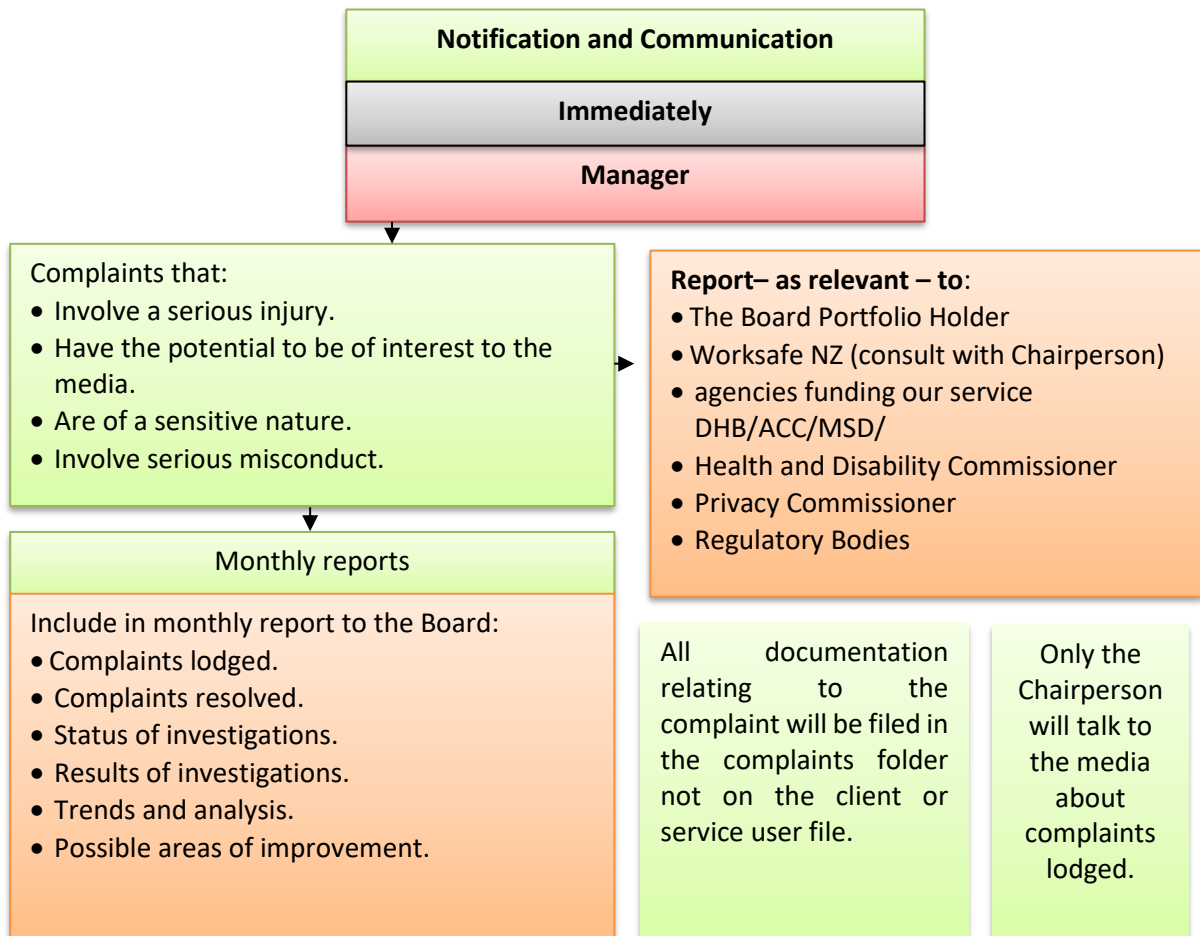 Notification and Communication
Immediately
Manager
Complaints that:
• Involve a serious injury.
• Have the potential to be of interest to the
media.
• Are of a sensitive nature.
• Involve serious misconduct.
Report– as relevant – to:
• The Board Portfolio Holder
• Worksafe NZ (consult with Chairperson)
• agencies funding our service
DHB/ACC/MSD/
• Health and Disability Commissioner
• Privacy Commissioner
• Regulatory Bodies
Monthly reports
Include in monthly report to the Board:
• Complaints lodged.
• Complaints resolved.
• Status of investigations.
• Results of investigations.
• Trends and analysis.
• Possible areas of improvement.
All documentation
relating to the
complaint will be filed in
the complaints folder
not on the client or
service user file.
Only the
Chairperson
will talk to
the media
about
complaints
lodged.